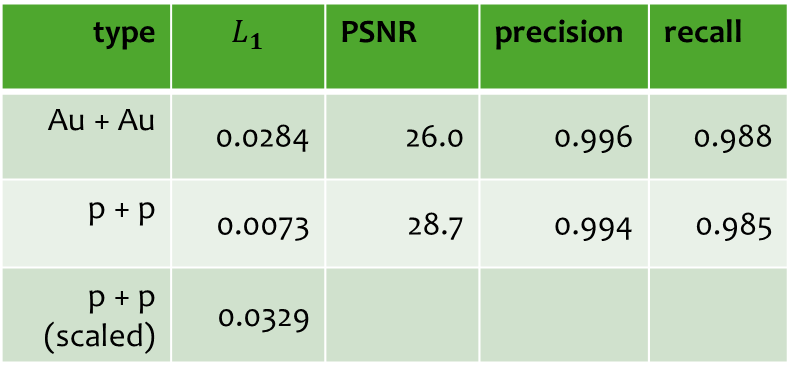 type L₁ PSNR precision recall
Au + Au 0.0284 26.0 0.996 0.988
p + p 0.0073 28.7 0.994 0.985
p + p
(scaled) 0.0329